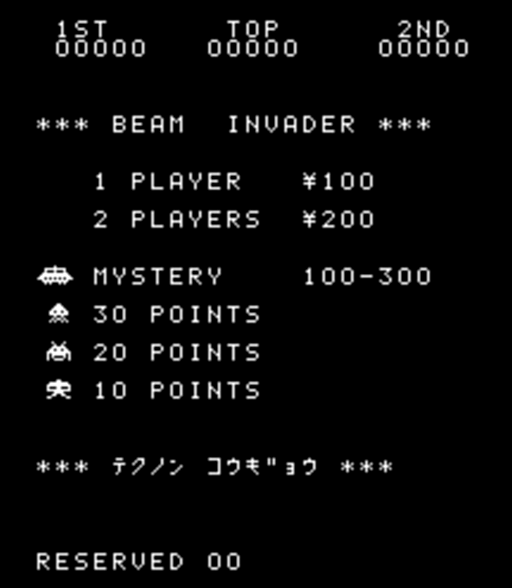 1ST TOP 2ND
00000 00000 00000
*** BEAM INVADER ***
1 PLAYER ¥100
2 PLAYERS ¥200
MYSTERY 100-300
30 POINTS
20 POINTS
10 POINTS
*** テクノン コウキ"ョウ ***
RESERVED 00